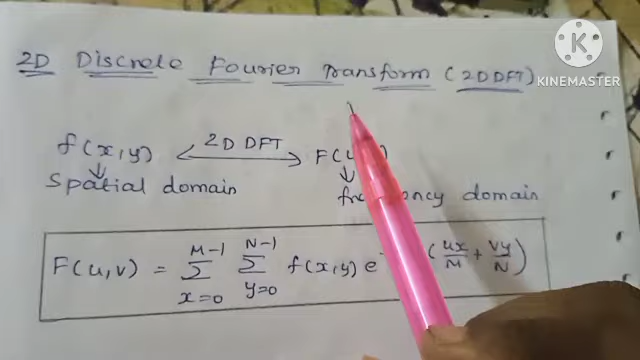 2D Discrete Fourier Transform (2D DFT)
K
KINEMASTER
f(x,y) ⟷ F(u
2D DFT
↓ ↓
Spatial domain domain
F(u,v) = M-1 Σ x=0 N-1 Σ y=0 f(x,y) e^- (ux/M + vy/N)